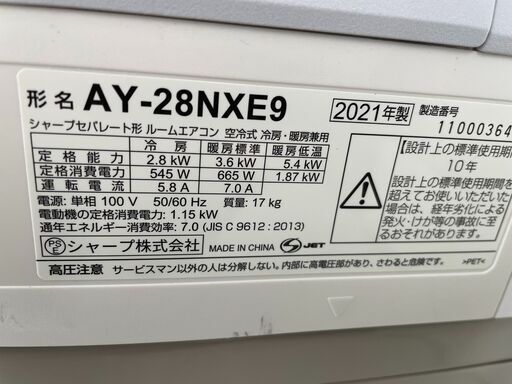 形名 AY-28NXE9 2021年製 製造番号
シャープセパレート形 ルームエアコン 空冷式 冷房・暖房兼用 11000364
冷房 暖房標準 暖房低温
定格能力 2.8 kW 3.6 kW 5.4 kW
定格消費電力 545 W 665 W 1.87 kW
運転電流 5.8 A 7.0 A
電源: 単相 100 V 50/60 Hz 質量: 17 kg
電動機の定格消費電力: 1.15 kW
通年エネルギー消費効率: 7.0 (JIS C 9612 : 2013)
PS E シャープ株式会社 MADE IN CHINA S JET
高圧注意 サービスマン以外の人は分解しない。内部に高電圧部があり、さわると危険です。 >PET<
【設計上の標準使用期
10年
設計上の標準使用期間を
超えてお使いいただいた
場合は、経年劣化による
発火・けが等の事故に至
るおそれがあります。